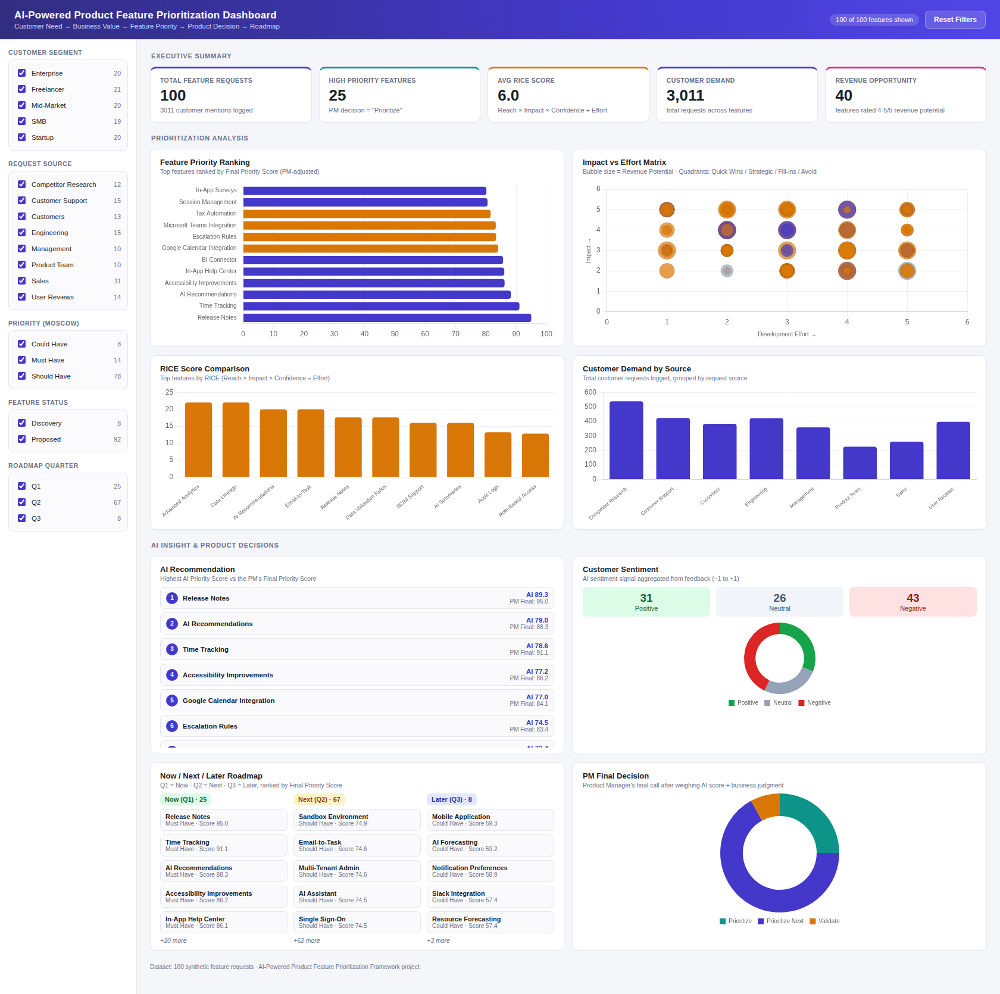 AI-Powered Product Feature Prioritization Dashboard
Customer Need → Business Value → Feature Priority → Product Decision → Roadmap
100 of 100 features shown
Reset Filters
CUSTOMER SEGMENT
Enterprise 20
Freelancer 21
Mid-Market 20
SMB 19
Startup 20
REQUEST SOURCE
Competitor Research 12
Customer Support 15
Customers 13
Engineering 15
Management 10
Product Team 10
Sales 11
User Reviews 14
PRIORITY (MOSCOW)
Could Have 8
Must Have 14
Should Have 78
FEATURE STATUS
Discovery 8
Proposed 92
ROADMAP QUARTER
Q1 25
Q2 67
Q3 8
EXECUTIVE SUMMARY
TOTAL FEATURE REQUESTS
100
3011 customer mentions logged
HIGH PRIORITY FEATURES
25
PM decision = "Prioritize"
AVG RICE SCORE
6.0
Reach × Impact × Confidence ÷ Effort
CUSTOMER DEMAND
3,011
total requests across features
REVENUE OPPORTUNITY
40
features rated 4-5/5 revenue potential
PRIORITIZATION ANALYSIS
Feature Priority Ranking
Top features ranked by Final Priority Score (PM-adjusted)
In-App Surveys
Session Management
Tax Automation
Microsoft Teams Integration
Escalation Rules
Google Calendar Integration
BI Connector
In-App Help Center
Accessibility Improvements
AI Recommendations
Time Tracking
Release Notes
0 10 20 30 40 50 60 70 80 90 100
Impact vs Effort Matrix
Bubble size = Revenue Potential · Quadrants: Quick Wins / Strategic / Fill-ins / Avoid
Impact →
6
5
4
3
2
1
0
0 1 2 3 4 5 6
Development Effort →
RICE Score Comparison
Top features by RICE (Reach × Impact × Confidence ÷ Effort)
25
20
15
10
5
0
Advanced Analytics
Data Lineage
AI Recommendations
Email-to-Task
Release Notes
Data Validation Rules
SCIM Support
AI Summaries
Audit Logs
Role-Based Access
Customer Demand by Source
Total customer requests logged, grouped by request source
600
500
400
300
200
100
0
Competitor Research
Customer Support
Customers
Engineering
Management
Product Team
Sales
User Reviews
AI INSIGHT & PRODUCT DECISIONS
AI Recommendation
Highest AI Priority Score vs the PM's Final Priority Score
1 Release Notes AI 89.3
PM Final: 95.0
2 AI Recommendations AI 79.0
PM Final: 88.3
3 Time Tracking AI 78.6
PM Final: 91.1
4 Accessibility Improvements AI 77.2
PM Final: 86.2
5 Google Calendar Integration AI 77.0
PM Final: 84.1
6 Escalation Rules AI 74.5
PM Final: 83.4
Customer Sentiment
AI sentiment signal aggregated from feedback (−1 to +1)
31
Positive
26
Neutral
43
Negative
Positive Neutral Negative
Now / Next / Later Roadmap
Q1 = Now · Q2 = Next · Q3 = Later, ranked by Final Priority Score
Now (Q1) · 25
Release Notes
Must Have · Score 95.0
Time Tracking
Must Have · Score 91.1
AI Recommendations
Must Have · Score 88.3
Accessibility Improvements
Must Have · Score 86.2
In-App Help Center
Must Have · Score 86.1
+20 more
Next (Q2) · 67
Sandbox Environment
Should Have · Score 74.9
Email-to-Task
Should Have · Score 74.6
Multi-Tenant Admin
Should Have · Score 74.6
AI Assistant
Should Have · Score 74.5
Single Sign-On
Should Have · Score 74.5
+62 more
Later (Q3) · 8
Mobile Application
Could Have · Score 59.3
AI Forecasting
Could Have · Score 59.2
Notification Preferences
Could Have · Score 58.9
Slack Integration
Could Have · Score 57.4
Resource Forecasting
Could Have · Score 57.4
+3 more
PM Final Decision
Product Manager's final call after weighing AI score + business judgment
Prioritize Prioritize Next Validate
Dataset: 100 synthetic feature requests · AI-Powered Product Feature Prioritization Framework project